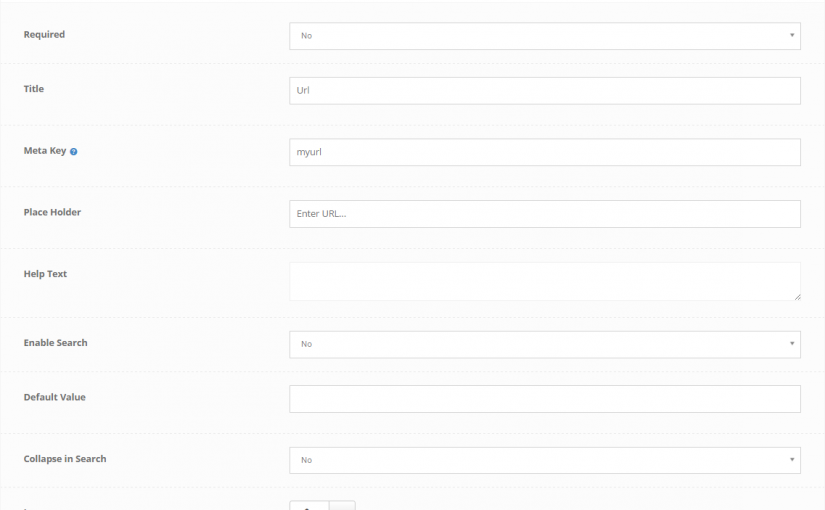 Required No
Title Url
Meta Key ? myurl
Place Holder Enter URL...
Help Text
Enable Search No
Default Value
Collapse in Search No